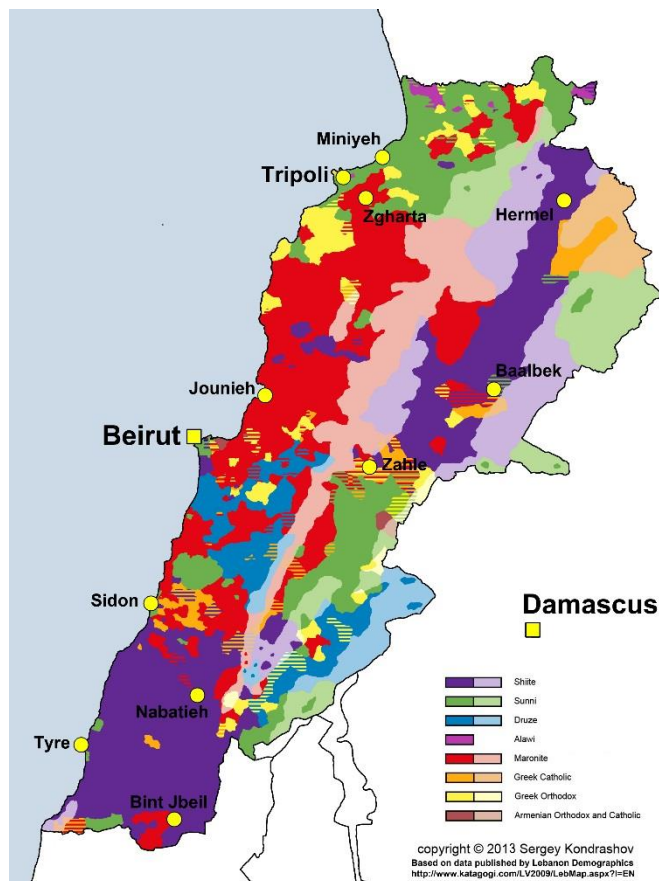 Miniyeh
Tripoli
Zgharta
Hermel
Baalbek
Jounieh
Beirut
Zahle
Sidon
Damascus
Nabatieh
Tyre
Bint Jbeil
Shiite
Sunni
Druze
Alawi
Maronite
Greek Catholic
Greek Orthodox
Armenian Orthodox and Catholic
copyright © 2013 Sergey Kondrashov
Based on data published by Lebanon Demographics
http://www.katagogi.com/LV2009/LebMap.aspx?l=EN